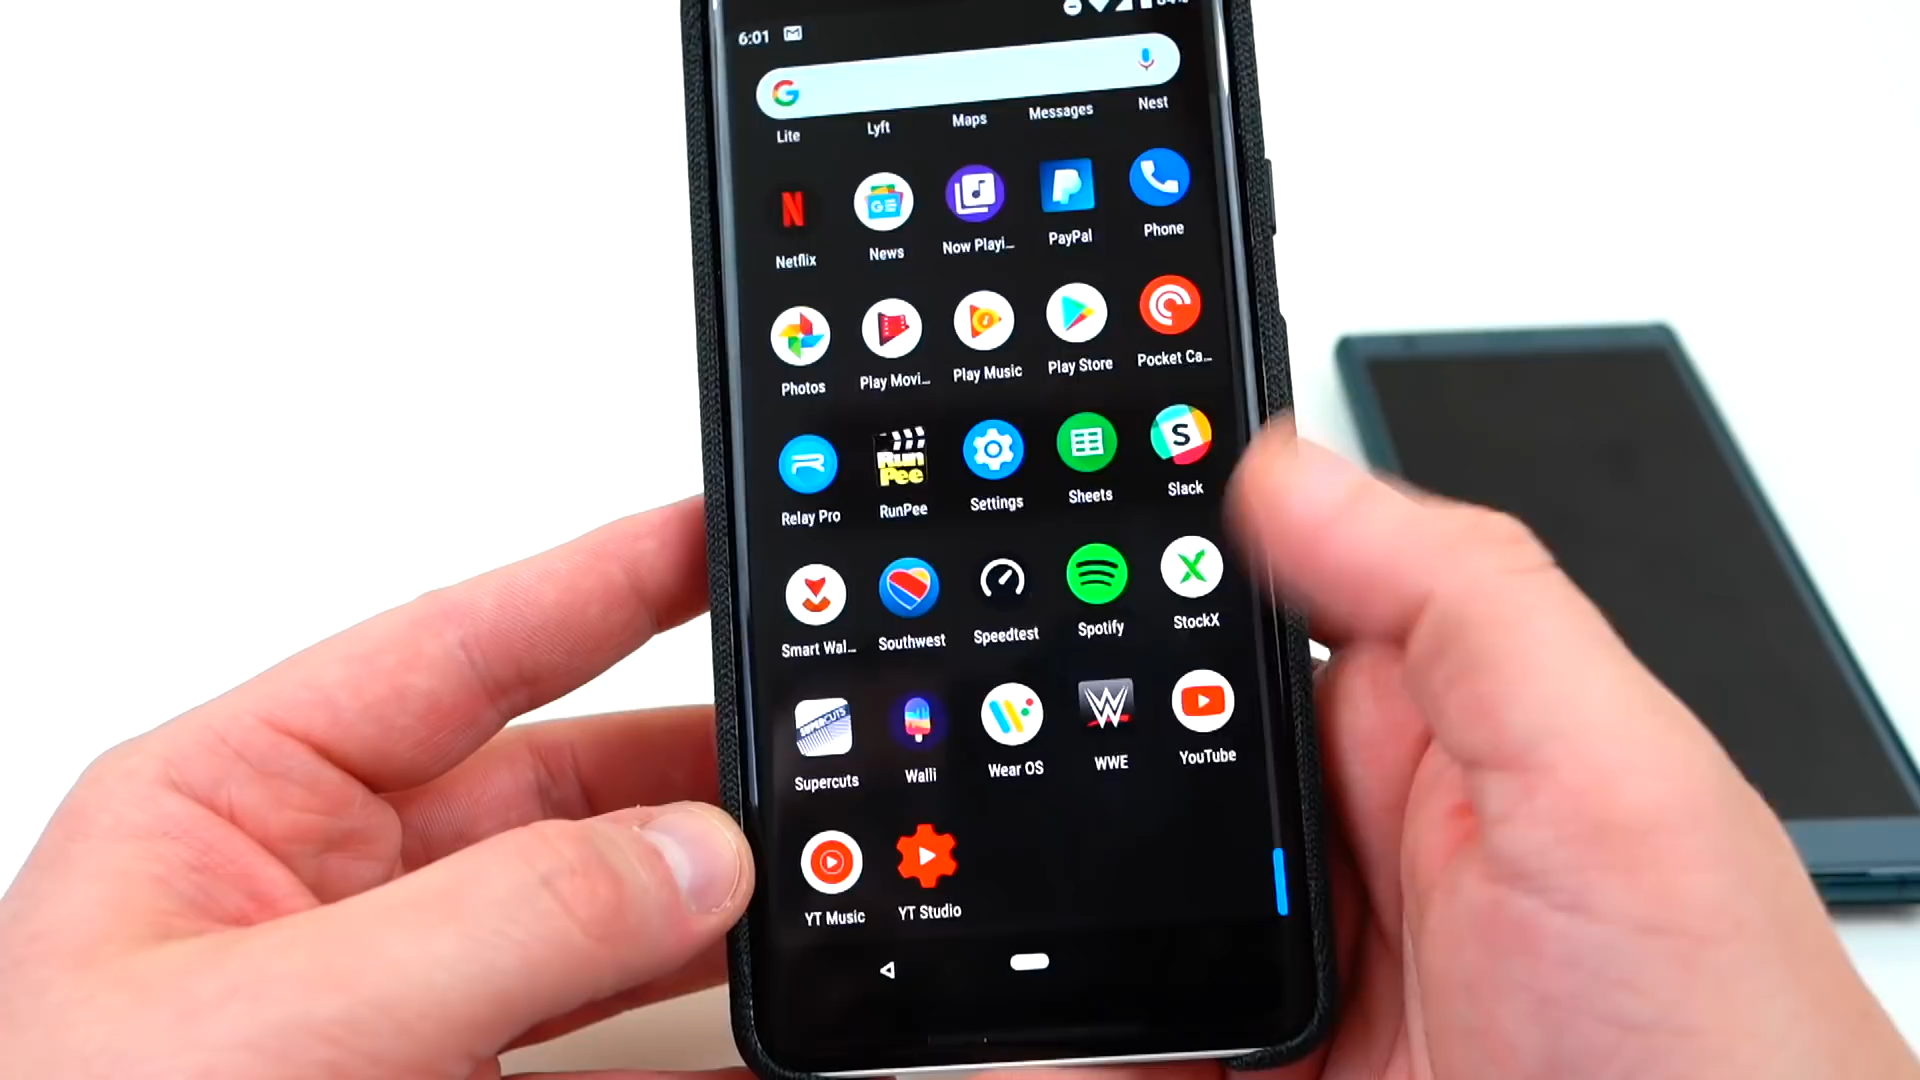 6:01
Lite Lyft Maps Messages Nest
Netflix News Now Playi... PayPal Phone
Photos Play Movi... Play Music Play Store Pocket Ca...
Run
Pee
S
Relay Pro RunPee Settings Sheets Slack
Smart Wal... Southwest Speedtest Spotify StockX
SUPERCUTS
Supercuts Walli Wear OS WWE YouTube
YT Music YT Studio